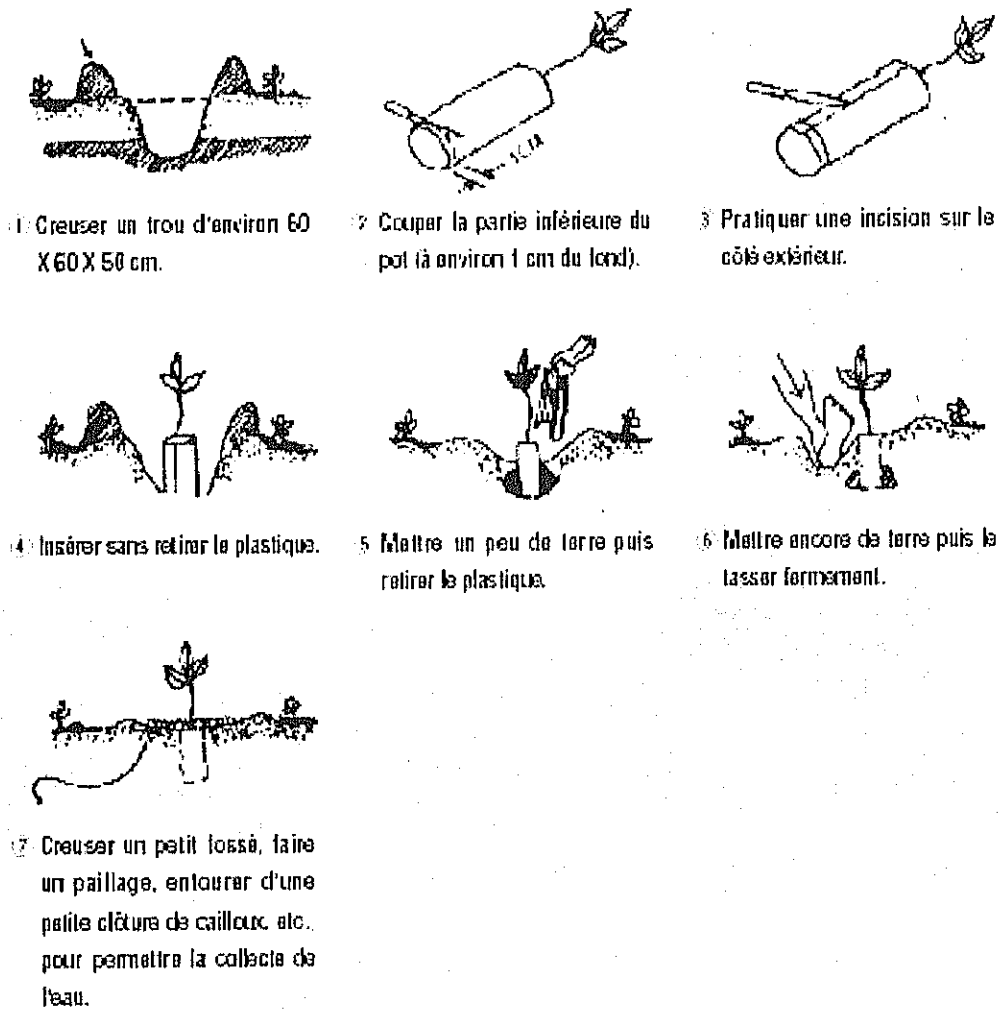 1 Creuser un trou d'environ 60
X 60 X 50 cm.
2 Couper la partie inférieure du
pot (à environ 1 cm du fond).
3 Pratiquer une incision sur le
côté extérieur.
4 Insérer sans retirer le plastique.
5 Mettre un peu de terre puis
retirer le plastique.
6 Mettre encore de terre puis la
tasser fermement.
7 Creuser un petit fossé, faire
un paillage, entourer d'une
petite clôture de cailloux, etc.
pour permettre la collecte de
l'eau.